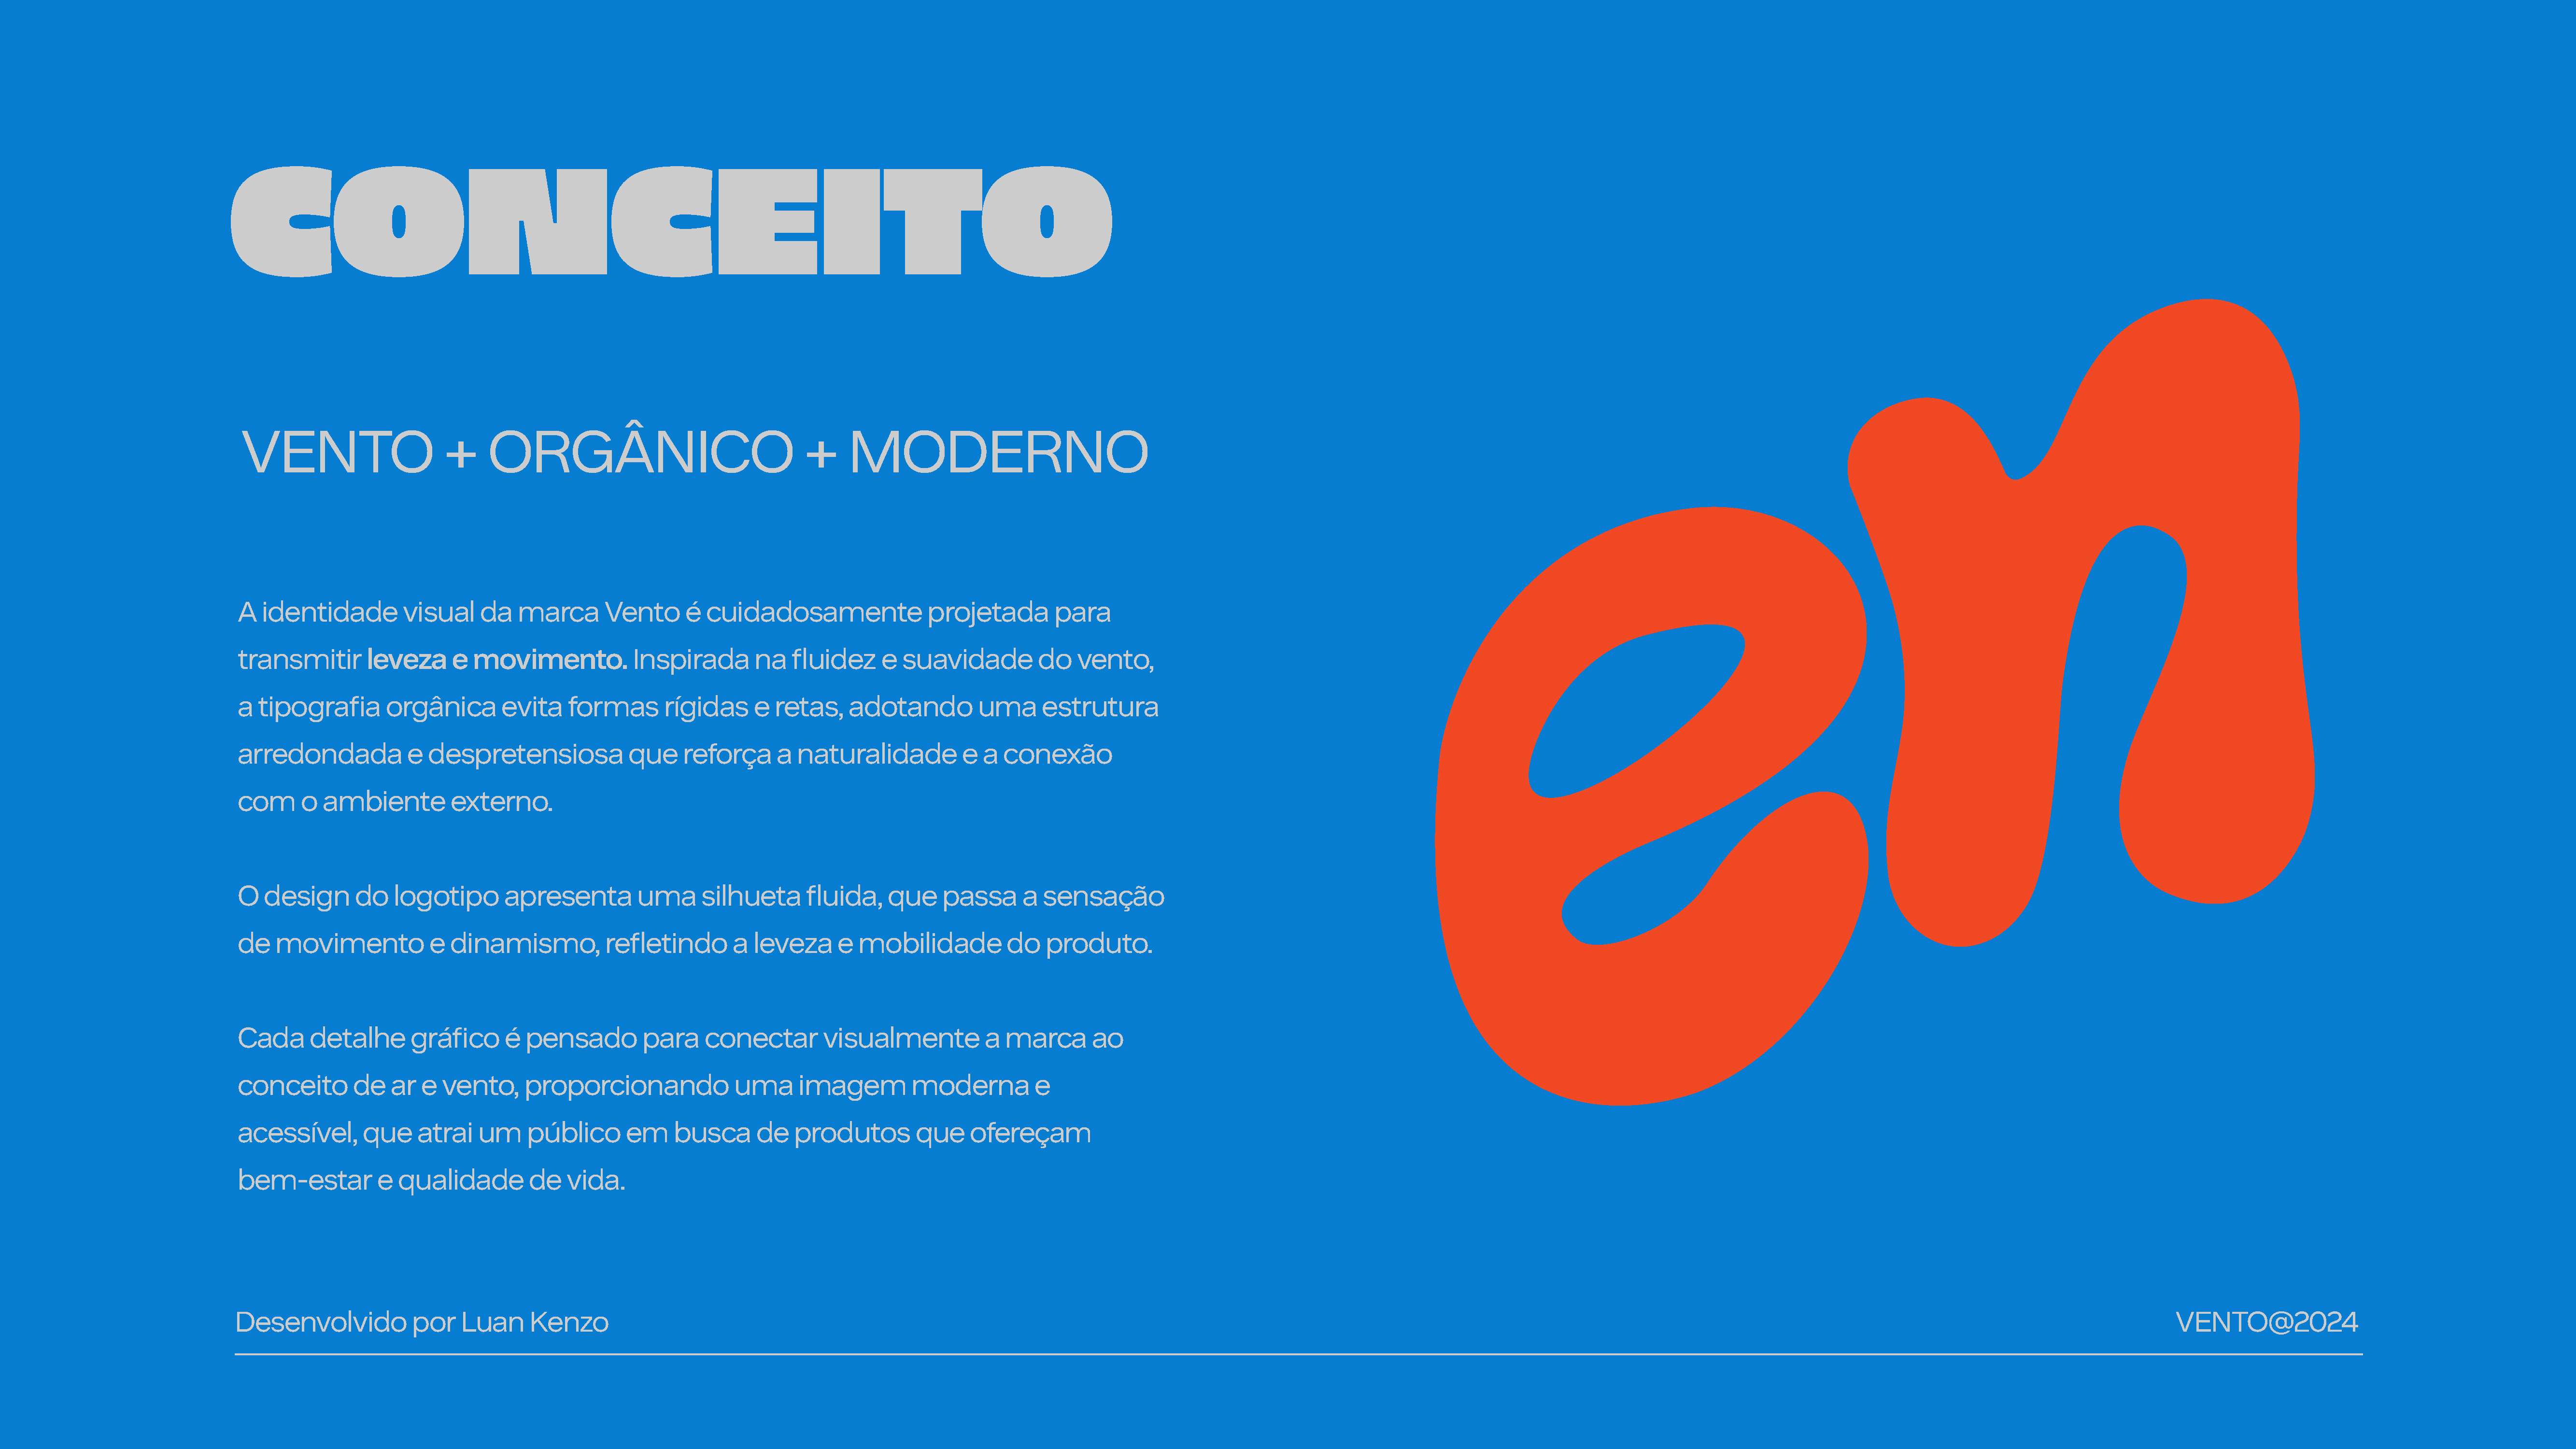 CONCEITO
VENTO + ORGÂNICO + MODERNO
A identidade visual da marca Vento é cuidadosamente projetada para
transmitir leveza e movimento. Inspirada na fluidez e suavidade do vento,
a tipografia orgânica evita formas rígidas e retas, adotando uma estrutura
arredondada e despretensiosa que reforça a naturalidade e a conexão
com o ambiente externo.
O design do logotipo apresenta uma silhueta fluida, que passa a sensação
de movimento e dinamismo, refletindo a leveza e mobilidade do produto.
Cada detalhe gráfico é pensado para conectar visualmente a marca ao
conceito de ar e vento, proporcionando uma imagem moderna e
acessível, que atrai um público em busca de produtos que ofereçam
bem-estar e qualidade de vida.
en
Desenvolvido por Luan Kenzo
VENTO@2024